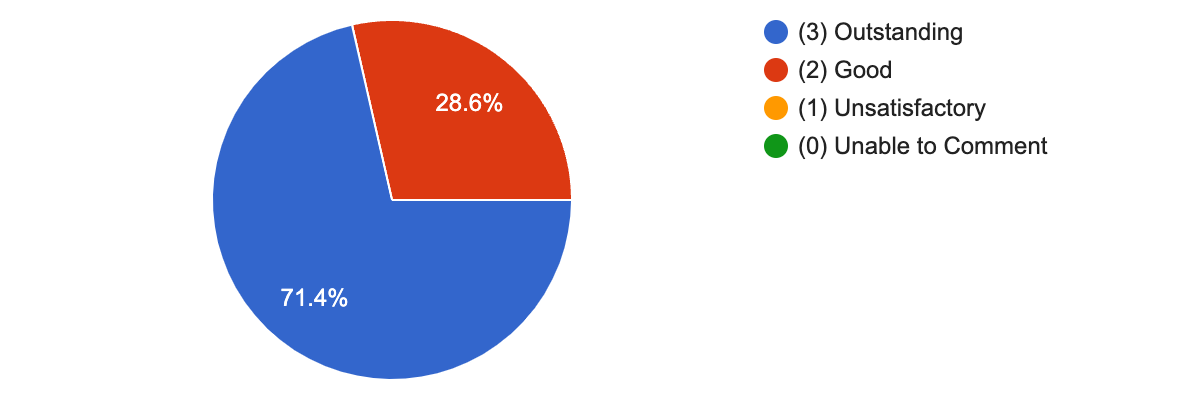 28.6%
71.4%
(3) Outstanding
(2) Good
(1) Unsatisfactory
(0) Unable to Comment